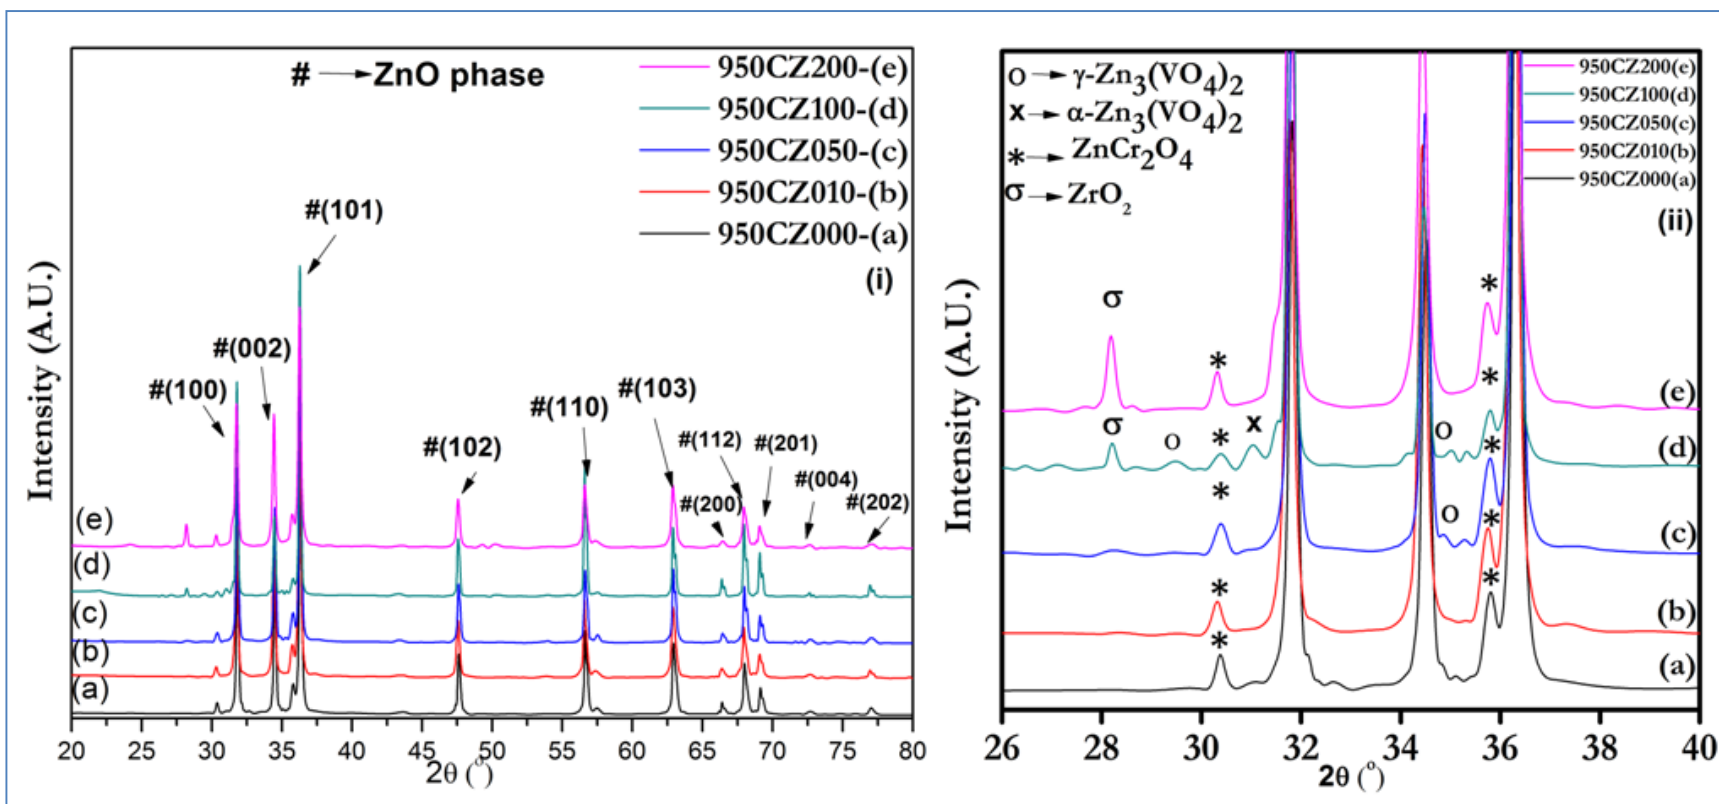 # → ZnO phase
950CZ200-(e)
950CZ100-(d)
950CZ050-(c)
950CZ010-(b)
950CZ000-(a)
(i)
#(101)
#(002)
#(100)
#(110)
#(103)
#(102)
#(112)
#(201)
#(200)
#(004)
#(202)
(e)
(d)
(c)
(b)
(a)
Intensity (A.U.)
20 25 30 35 40 45 50 55 60 65 70 75 80
2θ (°)
o → γ-Zn3(VO4)2
x → α-Zn3(VO4)2
* → ZnCr2O4
σ → ZrO2
950CZ200(e)
950CZ100(d)
950CZ050(c)
950CZ010(b)
950CZ000(a)
(ii)
σ * * (e)
*
σ o * x o * (d)
* o * (c)
* * (b)
* (a)
Intensity (A.U.)
26 28 30 32 34 36 38 40
2θ (°)